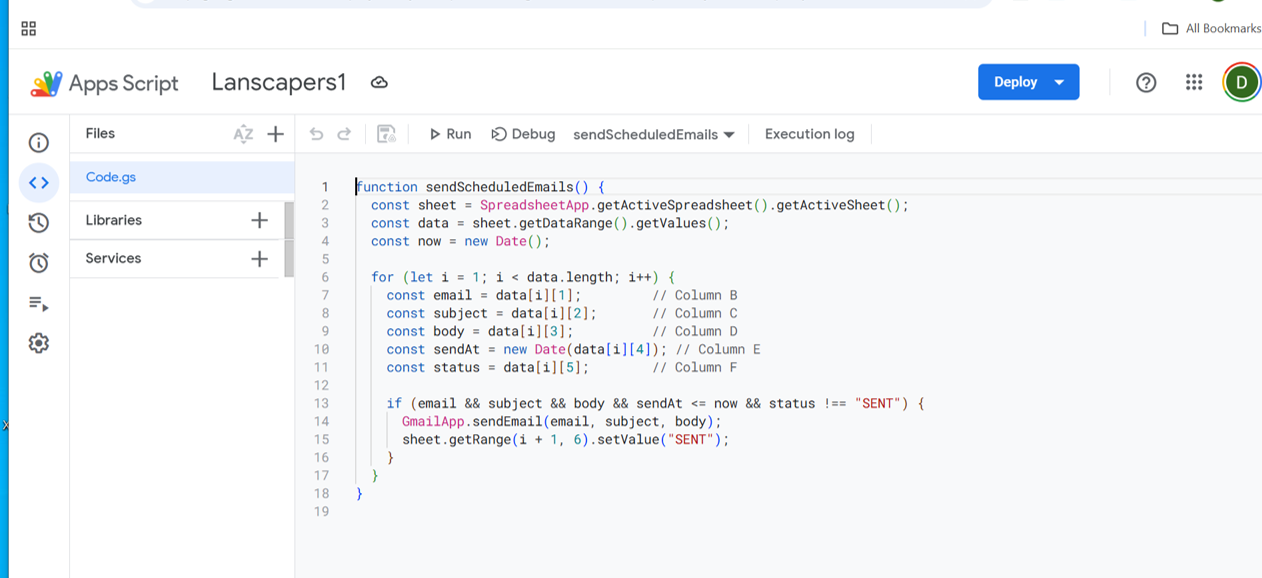 All Bookmarks
Apps Script
Lanscapers1
Deploy
D
Files
AZ
Run
Debug
sendScheduledEmails
Execution log
Code.gs
Libraries
Services
1 function sendScheduledEmails() {
2   const sheet = SpreadsheetApp.getActiveSpreadsheet().getActiveSheet();
3   const data = sheet.getDataRange().getValues();
4   const now = new Date();
5
6   for (let i = 1; i < data.length; i++) {
7     const email = data[i][1];         // Column B
8     const subject = data[i][2];       // Column C
9     const body = data[i][3];          // Column D
10     const sendAt = new Date(data[i][4]); // Column E
11     const status = data[i][5];        // Column F
12
13     if (email && subject && body && sendAt <= now && status !== "SENT") {
14       GmailApp.sendEmail(email, subject, body);
15       sheet.getRange(i + 1, 6).setValue("SENT");
16     }
17   }
18 }
19